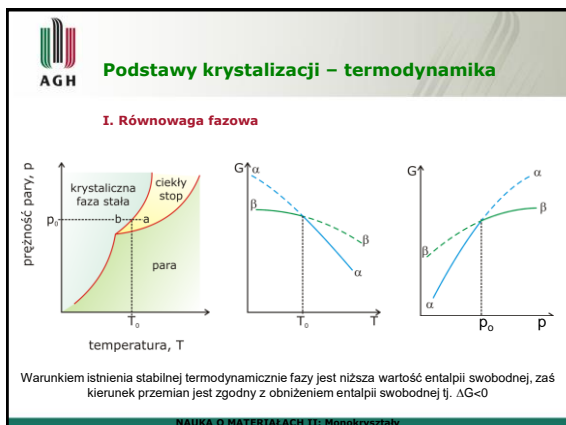 AGH
Podstawy krystalizacji – termodynamika
I. Równowaga fazowa
prężność pary, p
krystaliczna
faza stała
ciekły
stop
p₀
b
a
para
T₀
temperatura, T
G
α
β
β
α
T₀
T
G
α
β
β
α
p₀
p
Warunkiem istnienia stabilnej termodynamicznie fazy jest niższa wartość entalpii swobodnej, zaś
kierunek przemian jest zgodny z obniżeniem entalpii swobodnej tj. ΔG<0
NAUKA O MATERIAŁACH II: Monokryształy